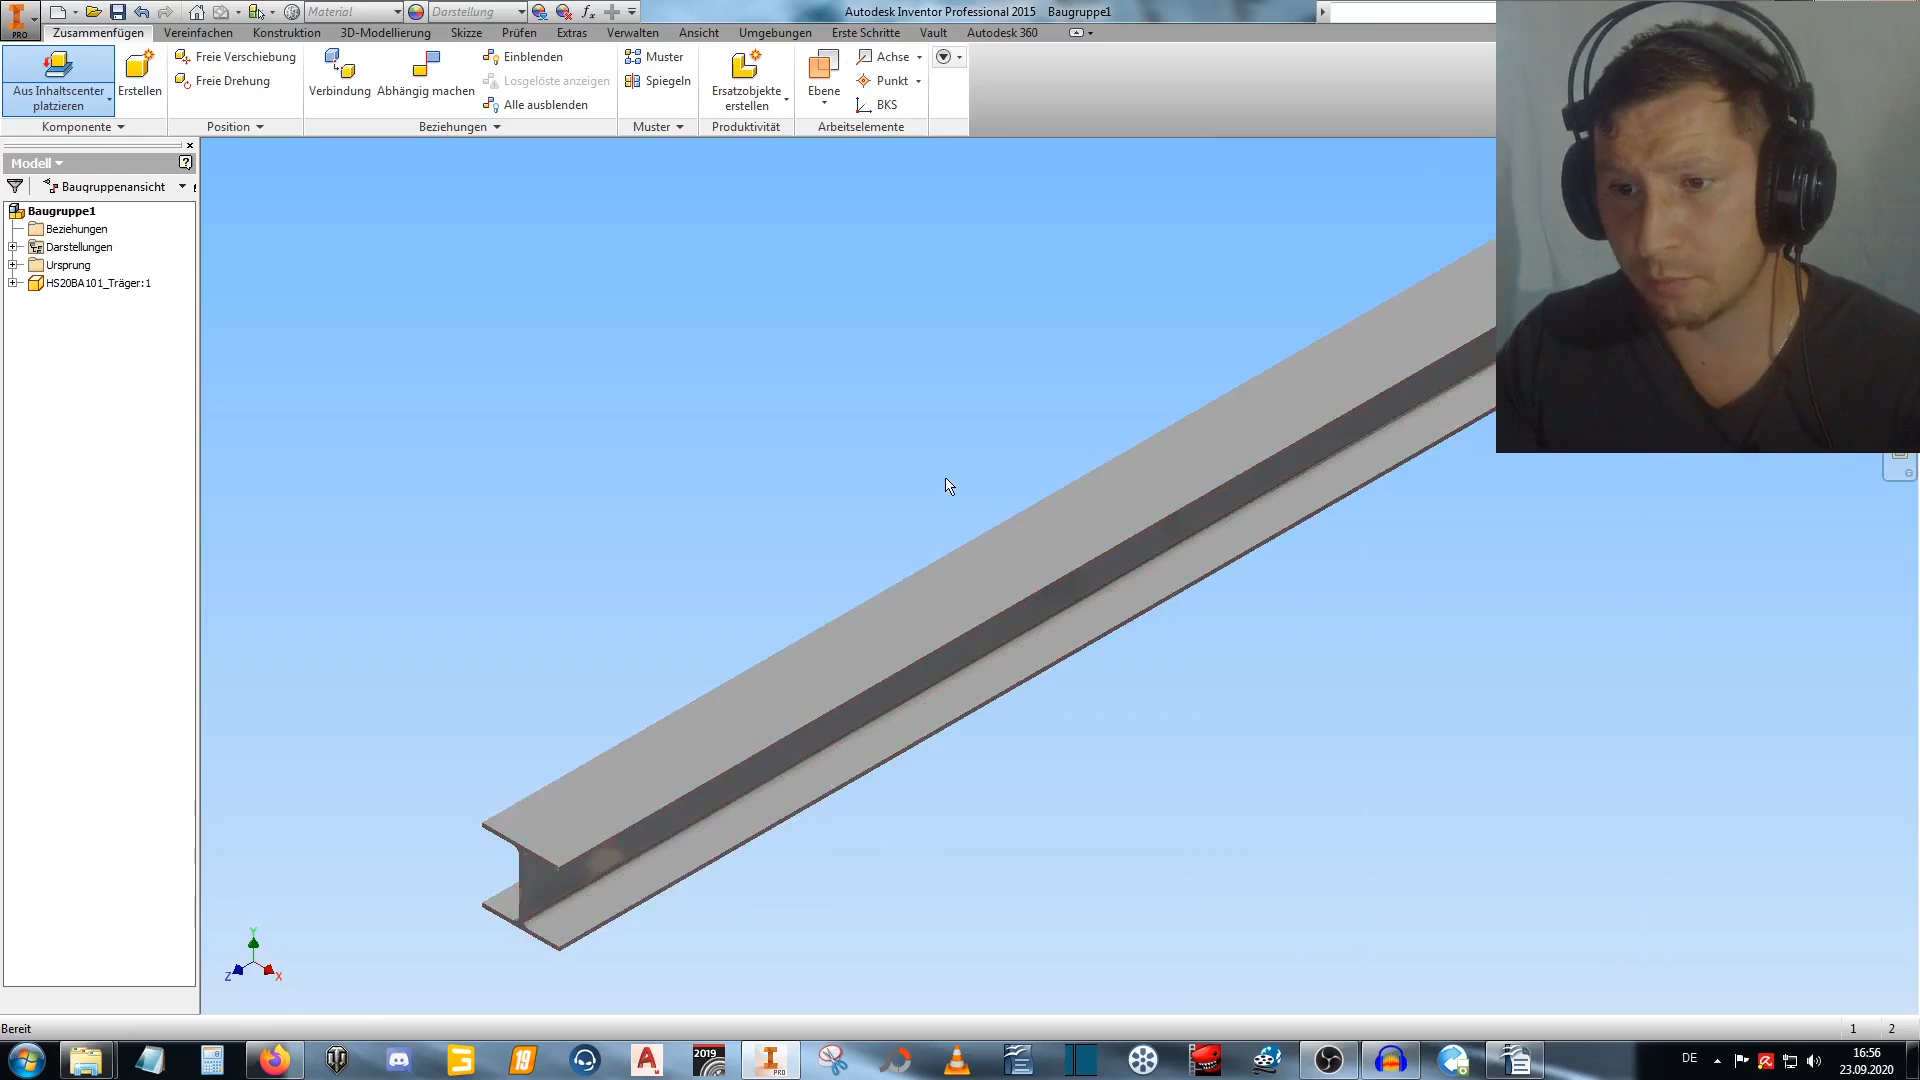 PRO
Material
Darstellung
Autodesk Inventor Professional 2015 Baugruppe1
Zusammenfügen Vereinfachen Konstruktion 3D-Modellierung Skizze Prüfen Extras Verwalten Ansicht Umgebungen Erste Schritte Vault Autodesk 360
Aus Inhaltscenter
platzieren
Erstellen
Freie Verschiebung
Freie Drehung
Verbindung
Abhängig machen
Einblenden
Losgelöste anzeigen
Alle ausblenden
Muster
Spiegeln
Ersatzobjekte
erstellen
Ebene
Achse
Punkt
BKS
Komponente Position Beziehungen Muster Produktivität Arbeitselemente
Modell
Baugruppenansicht
Baugruppe1
Beziehungen
Darstellungen
Ursprung
HS20BA101_Träger:1
Y
Z
X
Bereit
1 2
19
2019
PRO
DE
16:56
23.09.2020